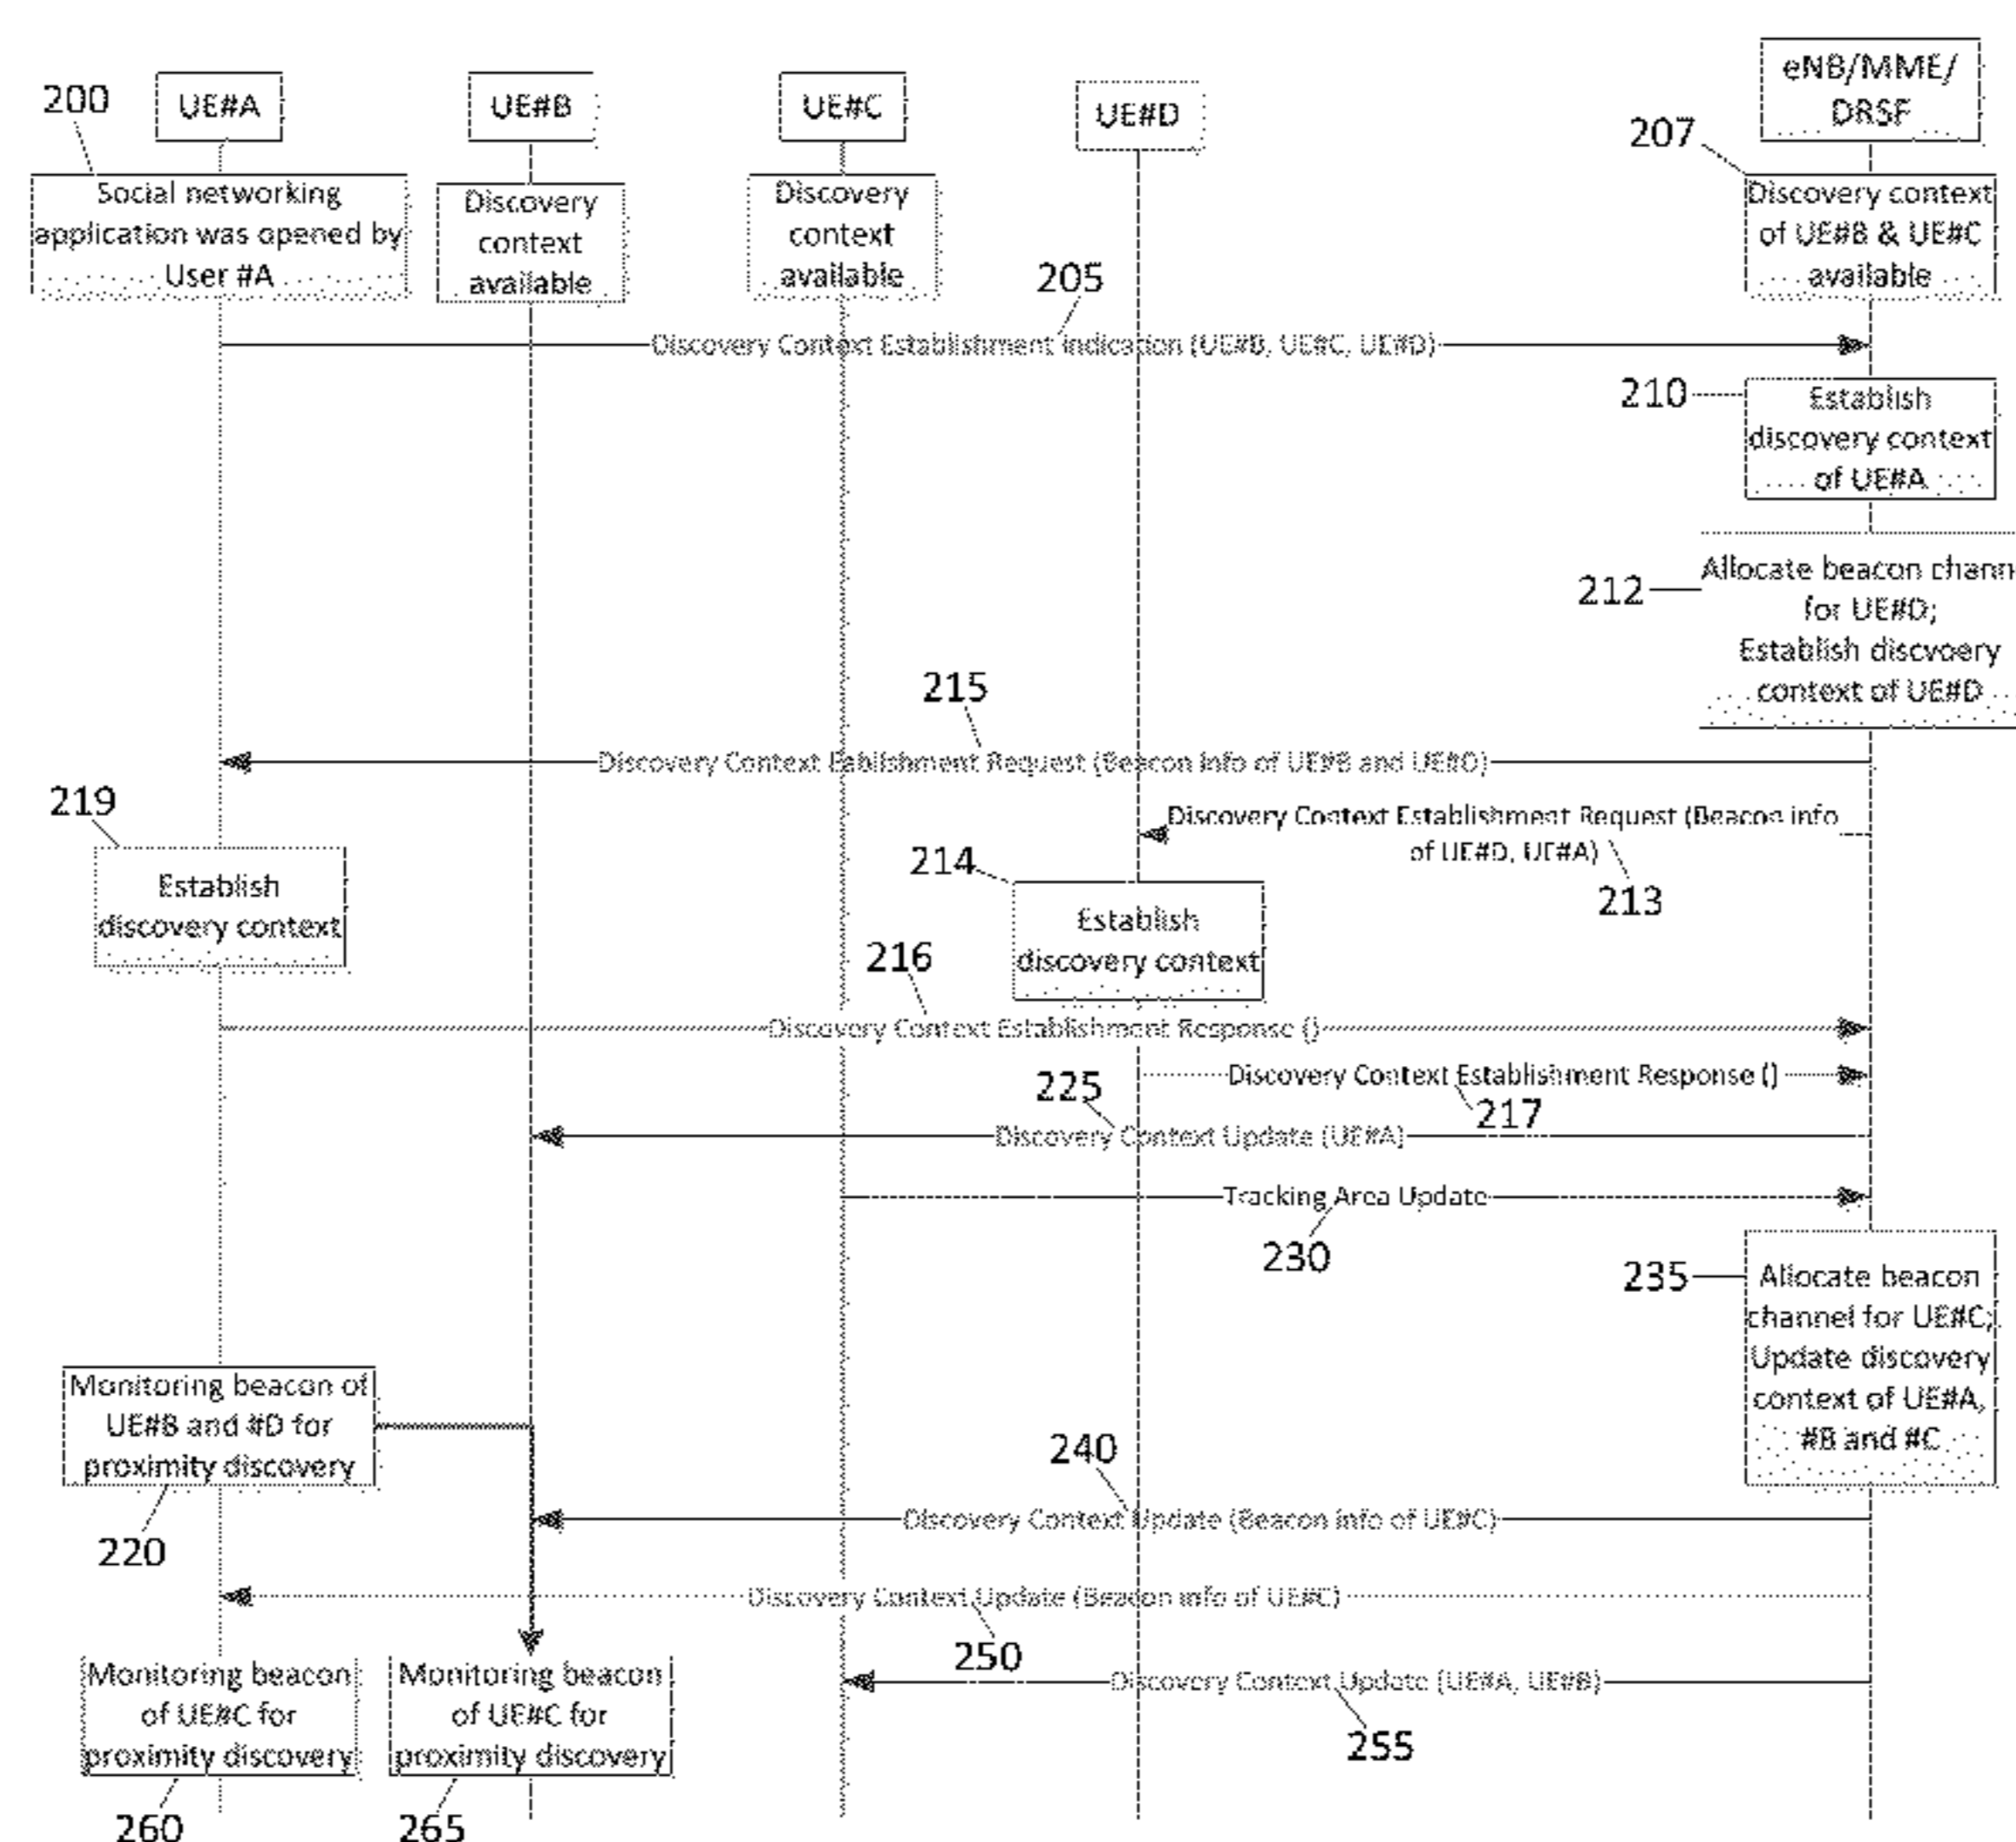 eNB/MME/
DRSF
200
UE#A
UE#B
UE#C
UE#D
207
Social networking
application was opened by
User #A
Discovery
context
available
Discovery
context
available
Discovery context
of UE#B & UE#C
available
205
Discovery Context Establishment Indication (UE#B, UE#C, UE#D)
210
Establish
discovery context
of UE#A
212
Allocate beacon chann
for UE#D;
Establish discvoery
context of UE#D
215
Discovery Context Eablishment Request (Beacon info of UE#B and UE#D)
219
Discovery Context Establishment Request (Beacon info
of UE#D, UE#A)
213
214
Establish
discovery context
Establish
discovery context
216
Discovery Context Establishment Response ()
Discovery Context Establishment Response ()
217
225
Discovery Context Update (UE#A)
Tracking Area Update
230
235
Allocate beacon
channel for UE#C;
Update discovery
context of UE#A,
#B and #C
Monitoring beacon of
UE#B and #D for
proximity discovery
220
240
Discovery Context Update (Beacon info of UE#C)
Discovery Context Update (Beacon info of UE#C)
250
Discovery Context Update (UE#A, UE#B)
255
Monitoring beacon
of UE#C for
proximity discovery
260
Monitoring beacon
of UE#C for
proximity discovery
265